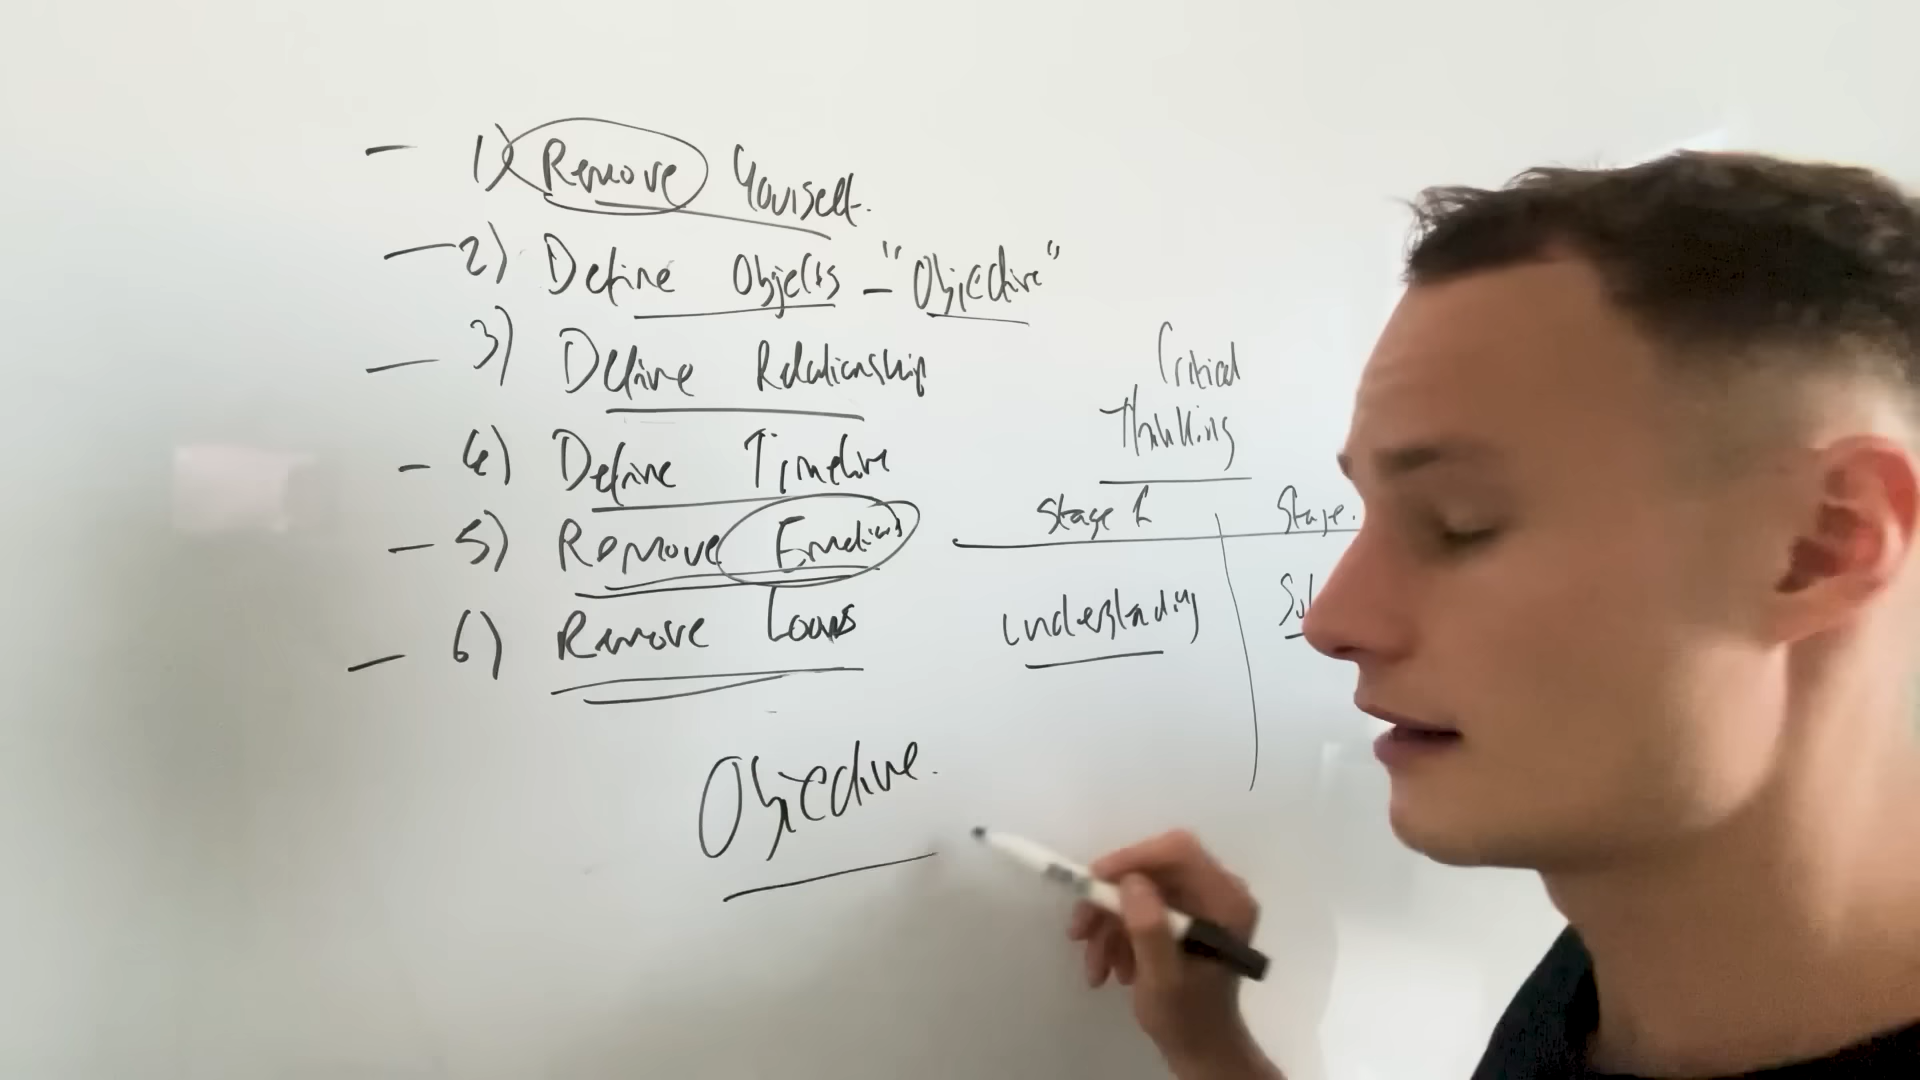 1) Remove Yourself.
2) Define Objects - "Objective"
3) Define Relationship
4) Define Timeline
5) Remove Emotions
6) Remove
Objective.
Critical
Thinking
Stage 1 Stage
Understanding